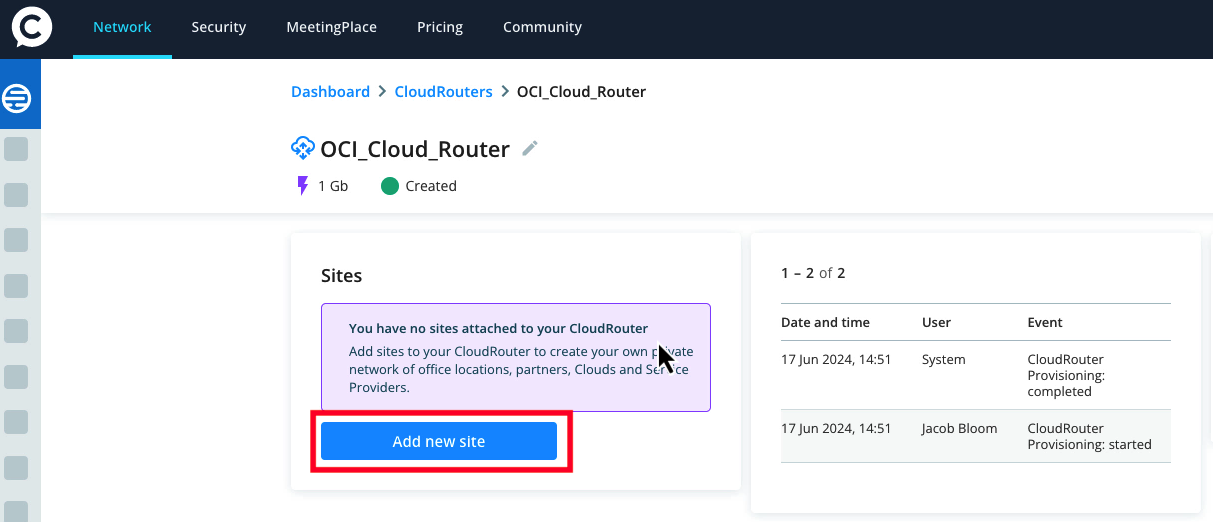 Network Security MeetingPlace Pricing Community
Dashboard > CloudRouters > OCI_Cloud_Router
OCI_Cloud_Router
1 Gb Created
Sites
You have no sites attached to your CloudRouter
Add sites to your CloudRouter to create your own private
network of office locations, partners, Clouds and Service
Providers.
Add new site
1 – 2 of 2
Date and time User Event
17 Jun 2024, 14:51 System CloudRouter
Provisioning:
completed
17 Jun 2024, 14:51 Jacob Bloom CloudRouter
Provisioning: started